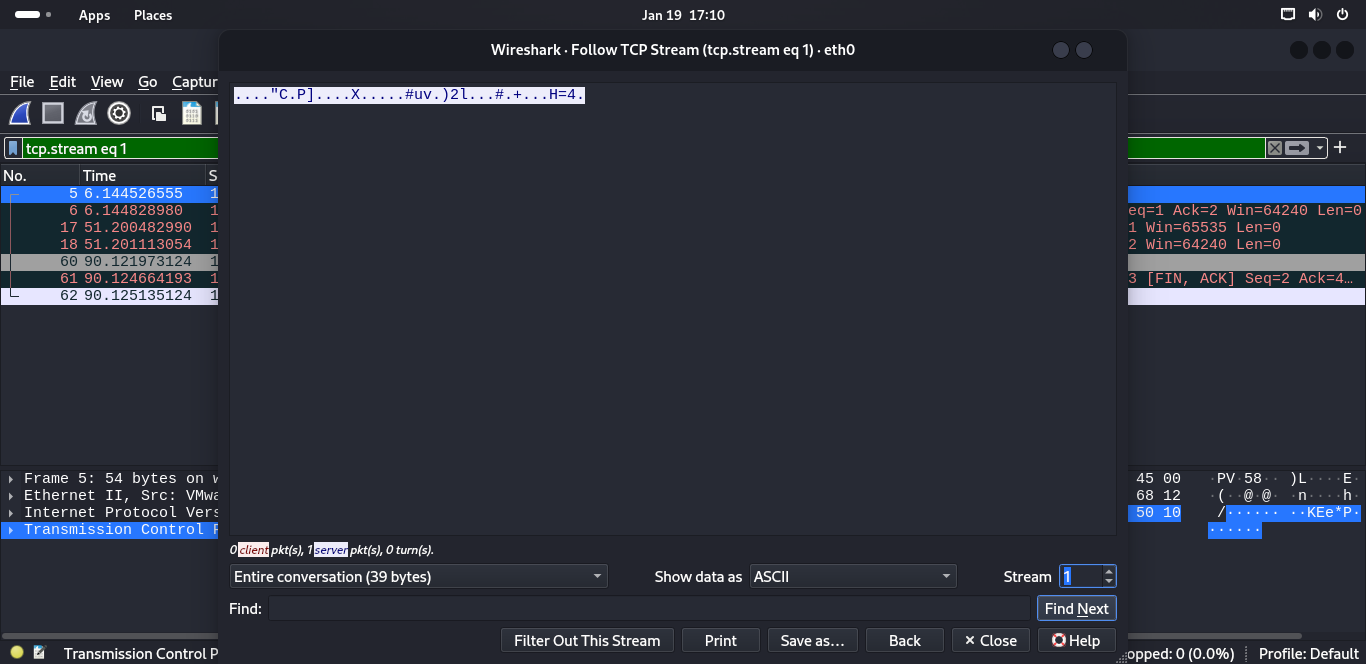 Apps Places Jan 19 17:10
Wireshark · Follow TCP Stream (tcp.stream eq 1) · eth0
File Edit View Go Captur
...."C.P]....X.....#uv.)2l...#.+...H=4.
tcp.stream eq 1
No. Time S
5 6.144526555 1
6 6.144828980 1 eq=1 Ack=2 Win=64240 Len=0
17 51.200482990 1 1 Win=65535 Len=0
18 51.201113054 1 2 Win=64240 Len=0
60 90.121973124 1
61 90.124664193 1 3 [FIN, ACK] Seq=2 Ack=4…
62 90.125135124 1
Frame 5: 54 bytes on w 45 00 ·PV·58·· )L····E·
Ethernet II, Src: VMwa 68 12 ·(··@·@· ·n····h·
Internet Protocol Vers 50 10 /······· ··KEe*P·
Transmission Control P ······
0 client pkt(s), 1 server pkt(s), 0 turn(s).
Entire conversation (39 bytes) Show data as ASCII Stream 1
Find: Find Next
Filter Out This Stream Print Save as… Back Close Help
Transmission Control P opped: 0 (0.0%) Profile: Default